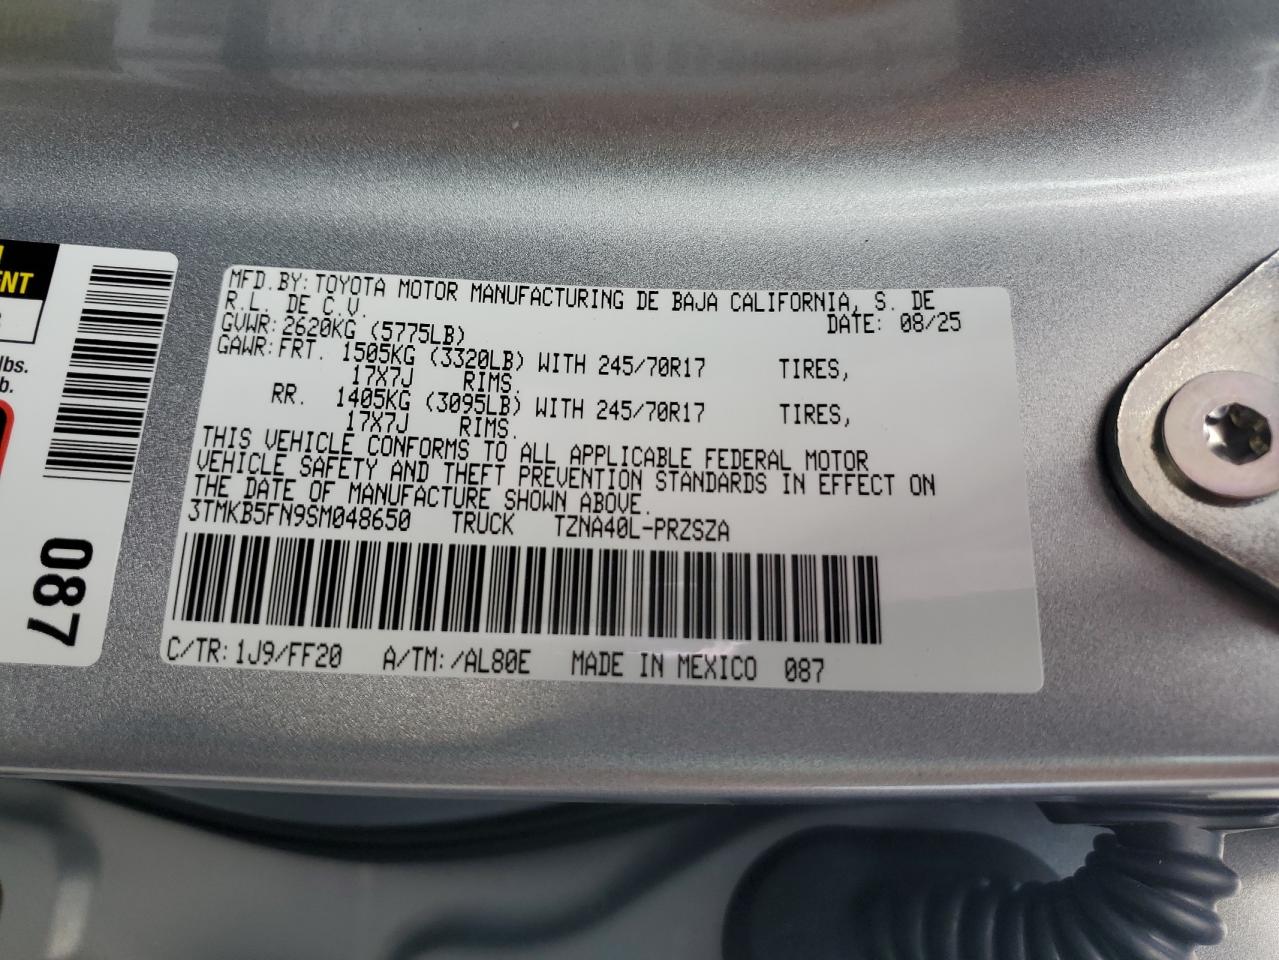 MFD. BY: TOYOTA MOTOR MANUFACTURING DE BAJA CALIFORNIA, S. DE
R.L. DE C.V. DATE: 08/25
GVWR: 2620KG (5775LB)
GAWR: FRT. 1505KG (3320LB) WITH 245/70R17 TIRES,
17X7J RIMS.
RR. 1405KG (3095LB) WITH 245/70R17 TIRES,
17X7J RIMS.
THIS VEHICLE CONFORMS TO ALL APPLICABLE FEDERAL MOTOR
VEHICLE SAFETY AND THEFT PREVENTION STANDARDS IN EFFECT ON
THE DATE OF MANUFACTURE SHOWN ABOVE.
3TMKB5FN9SM048650 TRUCK TZNA40L-PRZSZA
C/TR: 1J9/FF20 A/TM: /AL80E MADE IN MEXICO 087
ENT
lbs.
b.
087